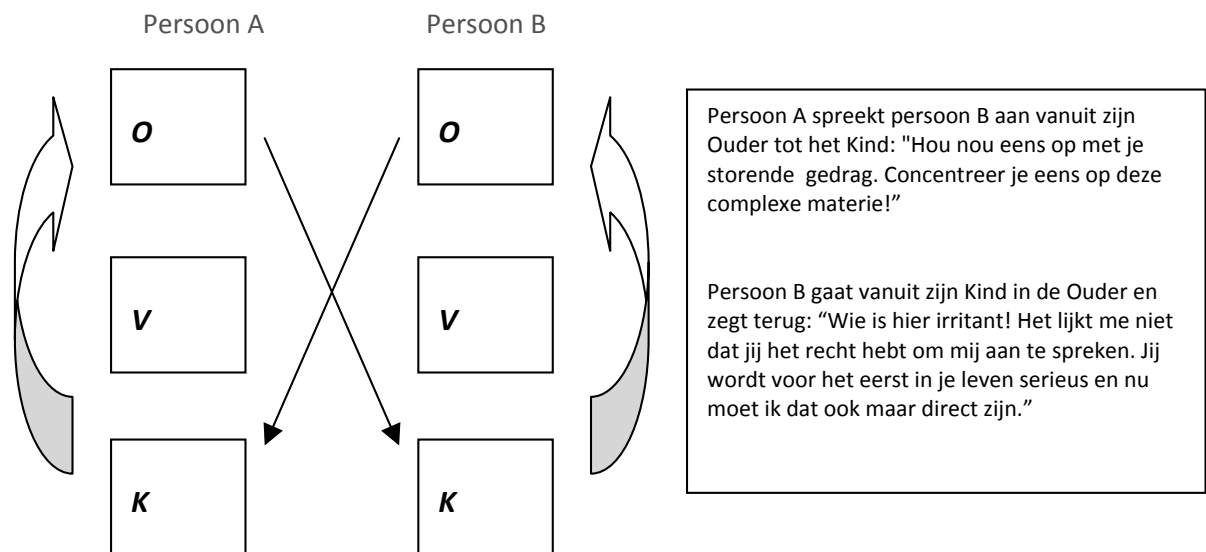 Persoon A Persoon B
O O
V V
K K
Persoon A spreekt persoon B aan vanuit zijn
Ouder tot het Kind: "Hou nou eens op met je
storende gedrag. Concentreer je eens op deze
complexe materie!”
Persoon B gaat vanuit zijn Kind in de Ouder en
zegt terug: “Wie is hier irritant! Het lijkt me niet
dat jij het recht hebt om mij aan te spreken. Jij
wordt voor het eerst in je leven serieus en nu
moet ik dat ook maar direct zijn.”